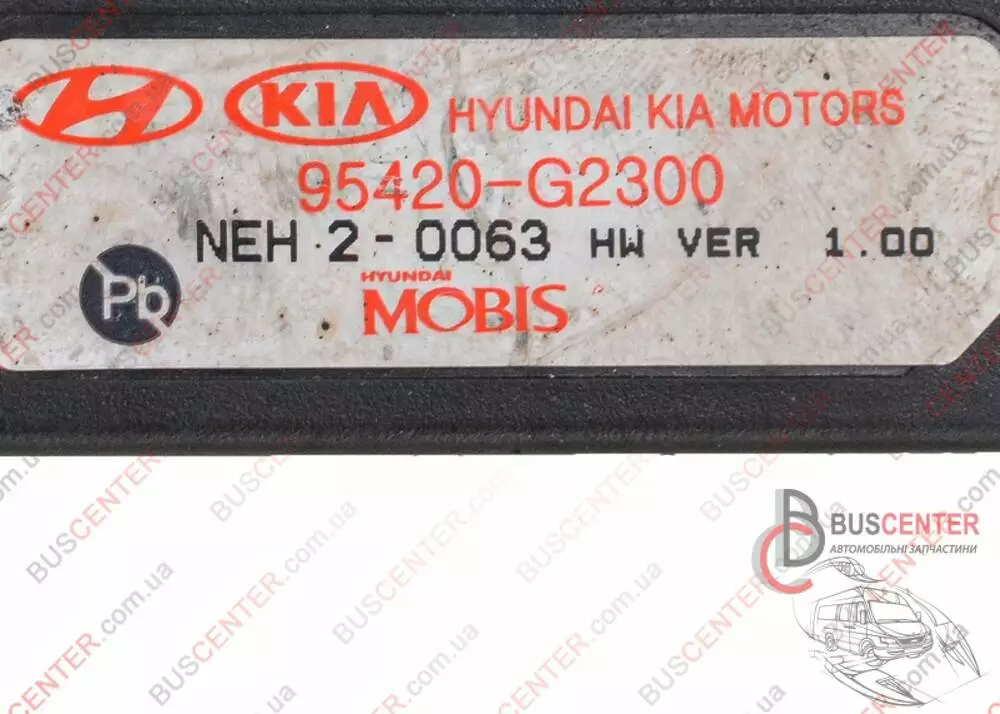 KIA HYUNDAI KIA MOTORS
95420-G2300
NEH 2-0063 HW VER 1.00
Pb
HYUNDAI
MOBIS
BUSCENTER
АВТОМОБІЛЬНІ ЗАПЧАСТИНИ
BUSCENTER.com.ua